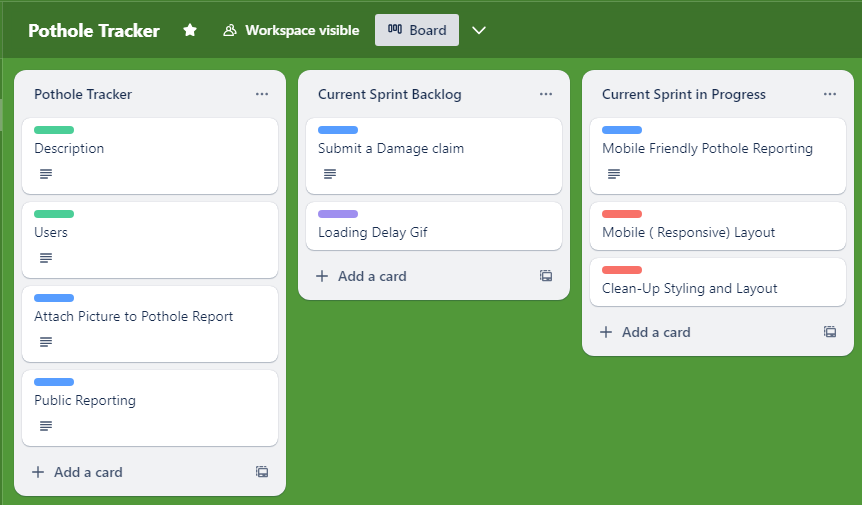 Pothole Tracker
Workspace visible
Board
Pothole Tracker
Description
Users
Attach Picture to Pothole Report
Public Reporting
Add a card
Current Sprint Backlog
Submit a Damage claim
Loading Delay Gif
Add a card
Current Sprint in Progress
Mobile Friendly Pothole Reporting
Mobile ( Responsive) Layout
Clean-Up Styling and Layout
Add a card